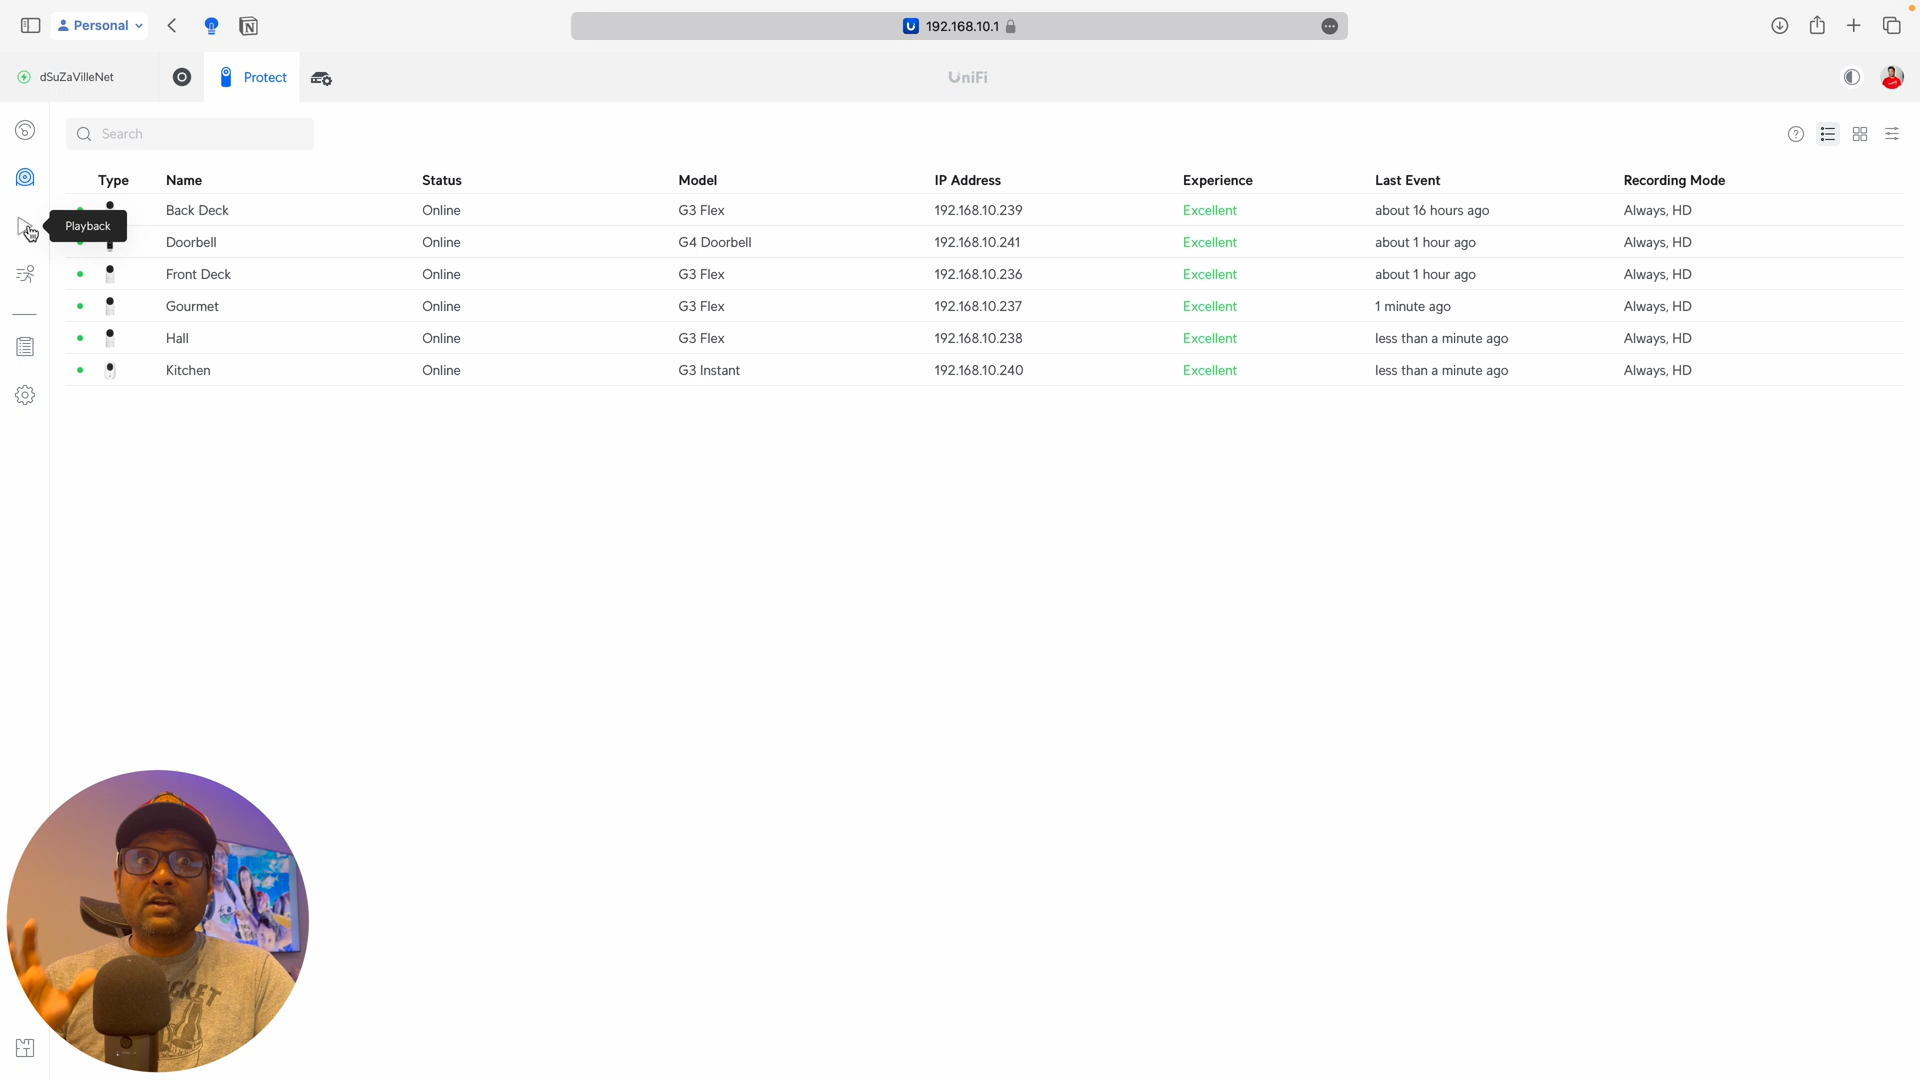 Personal
192.168.10.1
dSuZaVilleNet
Protect
UniFi
Search
Type Name Status Model IP Address Experience Last Event Recording Mode
Back Deck Online G3 Flex 192.168.10.239 Excellent about 16 hours ago Always, HD
Playback
Doorbell Online G4 Doorbell 192.168.10.241 Excellent about 1 hour ago Always, HD
Front Deck Online G3 Flex 192.168.10.236 Excellent about 1 hour ago Always, HD
Gourmet Online G3 Flex 192.168.10.237 Excellent 1 minute ago Always, HD
Hall Online G3 Flex 192.168.10.238 Excellent less than a minute ago Always, HD
Kitchen Online G3 Instant 192.168.10.240 Excellent less than a minute ago Always, HD